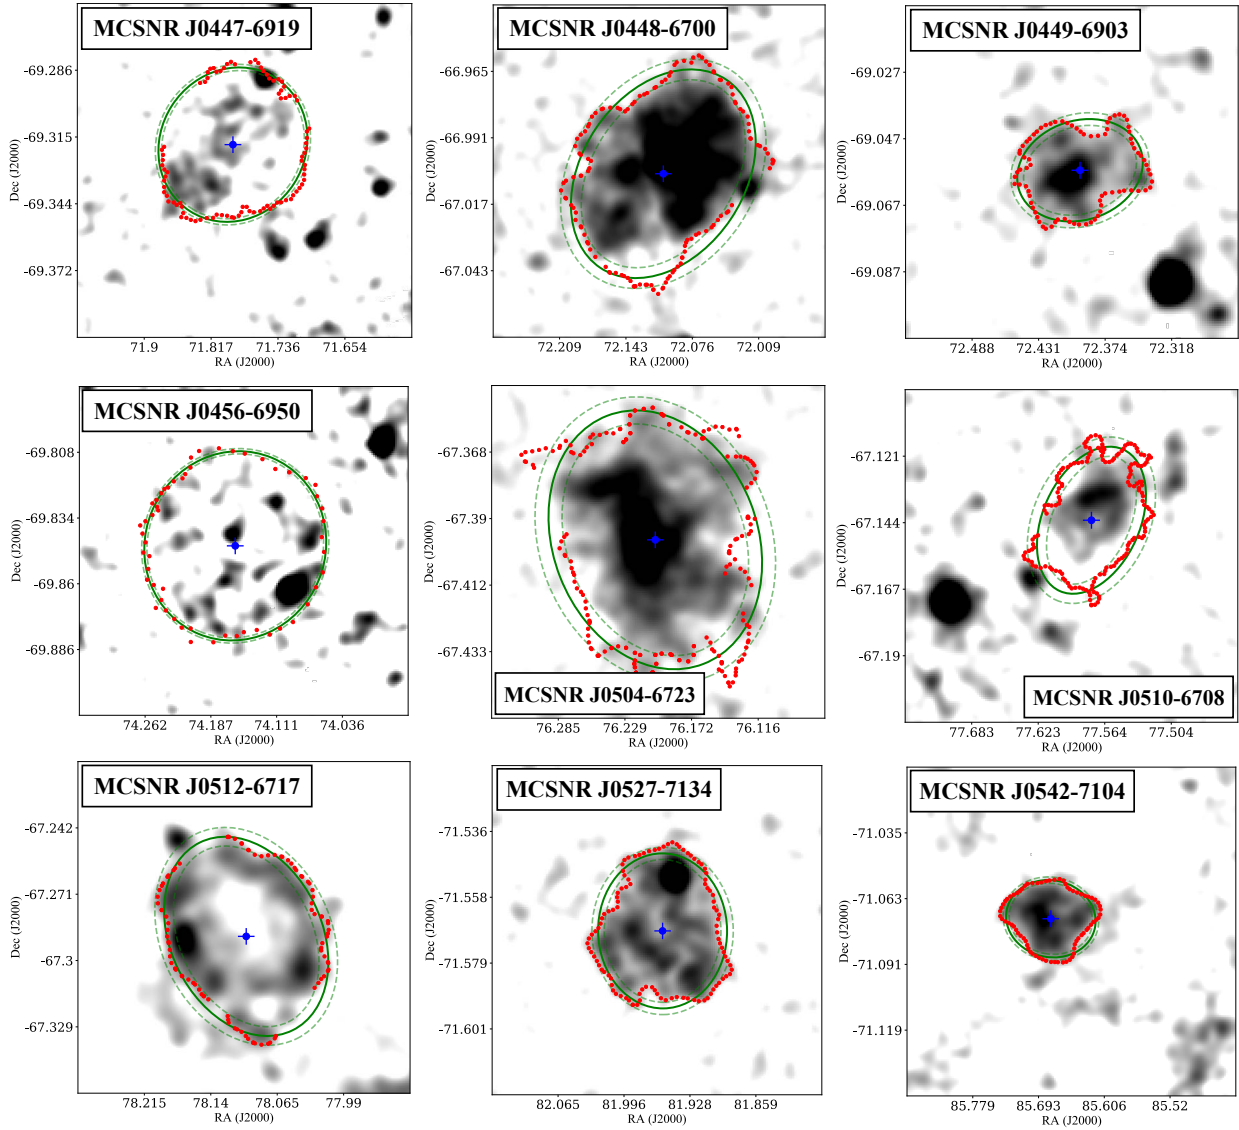 MCSNR J0447-6919
-69.286
-69.315
-69.344
-69.372
Dec (J2000)
71.9 71.817 71.736 71.654
RA (J2000)
MCSNR J0448-6700
-66.965
-66.991
-67.017
-67.043
Dec (J2000)
72.209 72.143 72.076 72.009
RA (J2000)
MCSNR J0449-6903
-69.027
-69.047
-69.067
-69.087
Dec (J2000)
72.488 72.431 72.374 72.318
RA (J2000)
MCSNR J0456-6950
-69.808
-69.834
-69.86
-69.886
Dec (J2000)
74.262 74.187 74.111 74.036
RA (J2000)
-67.368
-67.39
-67.412
-67.433
Dec (J2000)
MCSNR J0504-6723
76.285 76.229 76.172 76.116
RA (J2000)
-67.121
-67.144
-67.167
-67.19
Dec (J2000)
MCSNR J0510-6708
77.683 77.623 77.564 77.504
RA (J2000)
MCSNR J0512-6717
-67.242
-67.271
-67.3
-67.329
Dec (J2000)
78.215 78.14 78.065 77.99
RA (J2000)
MCSNR J0527-7134
-71.536
-71.558
-71.579
-71.601
Dec (J2000)
82.065 81.996 81.928 81.859
RA (J2000)
MCSNR J0542-7104
-71.035
-71.063
-71.091
-71.119
Dec (J2000)
85.779 85.693 85.606 85.52
RA (J2000)